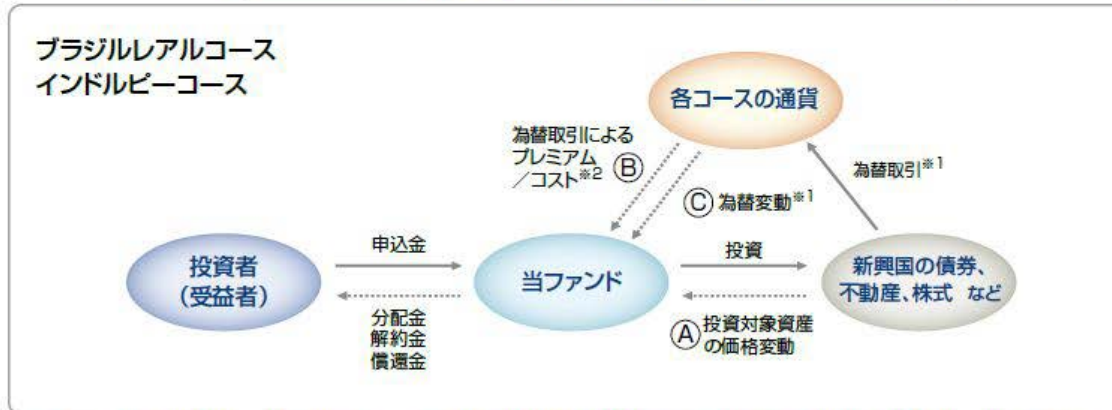 ブラジルレアルコース
インドルピーコース
各コースの通貨
為替取引による
プレミアム
／コスト※2
Ⓑ
Ⓒ 為替変動※1
為替取引※1
投資者
（受益者）
申込金
分配金
解約金
償還金
当ファンド
投資
Ⓐ 投資対象資産
の価格変動
新興国の債券、
不動産、株式 など